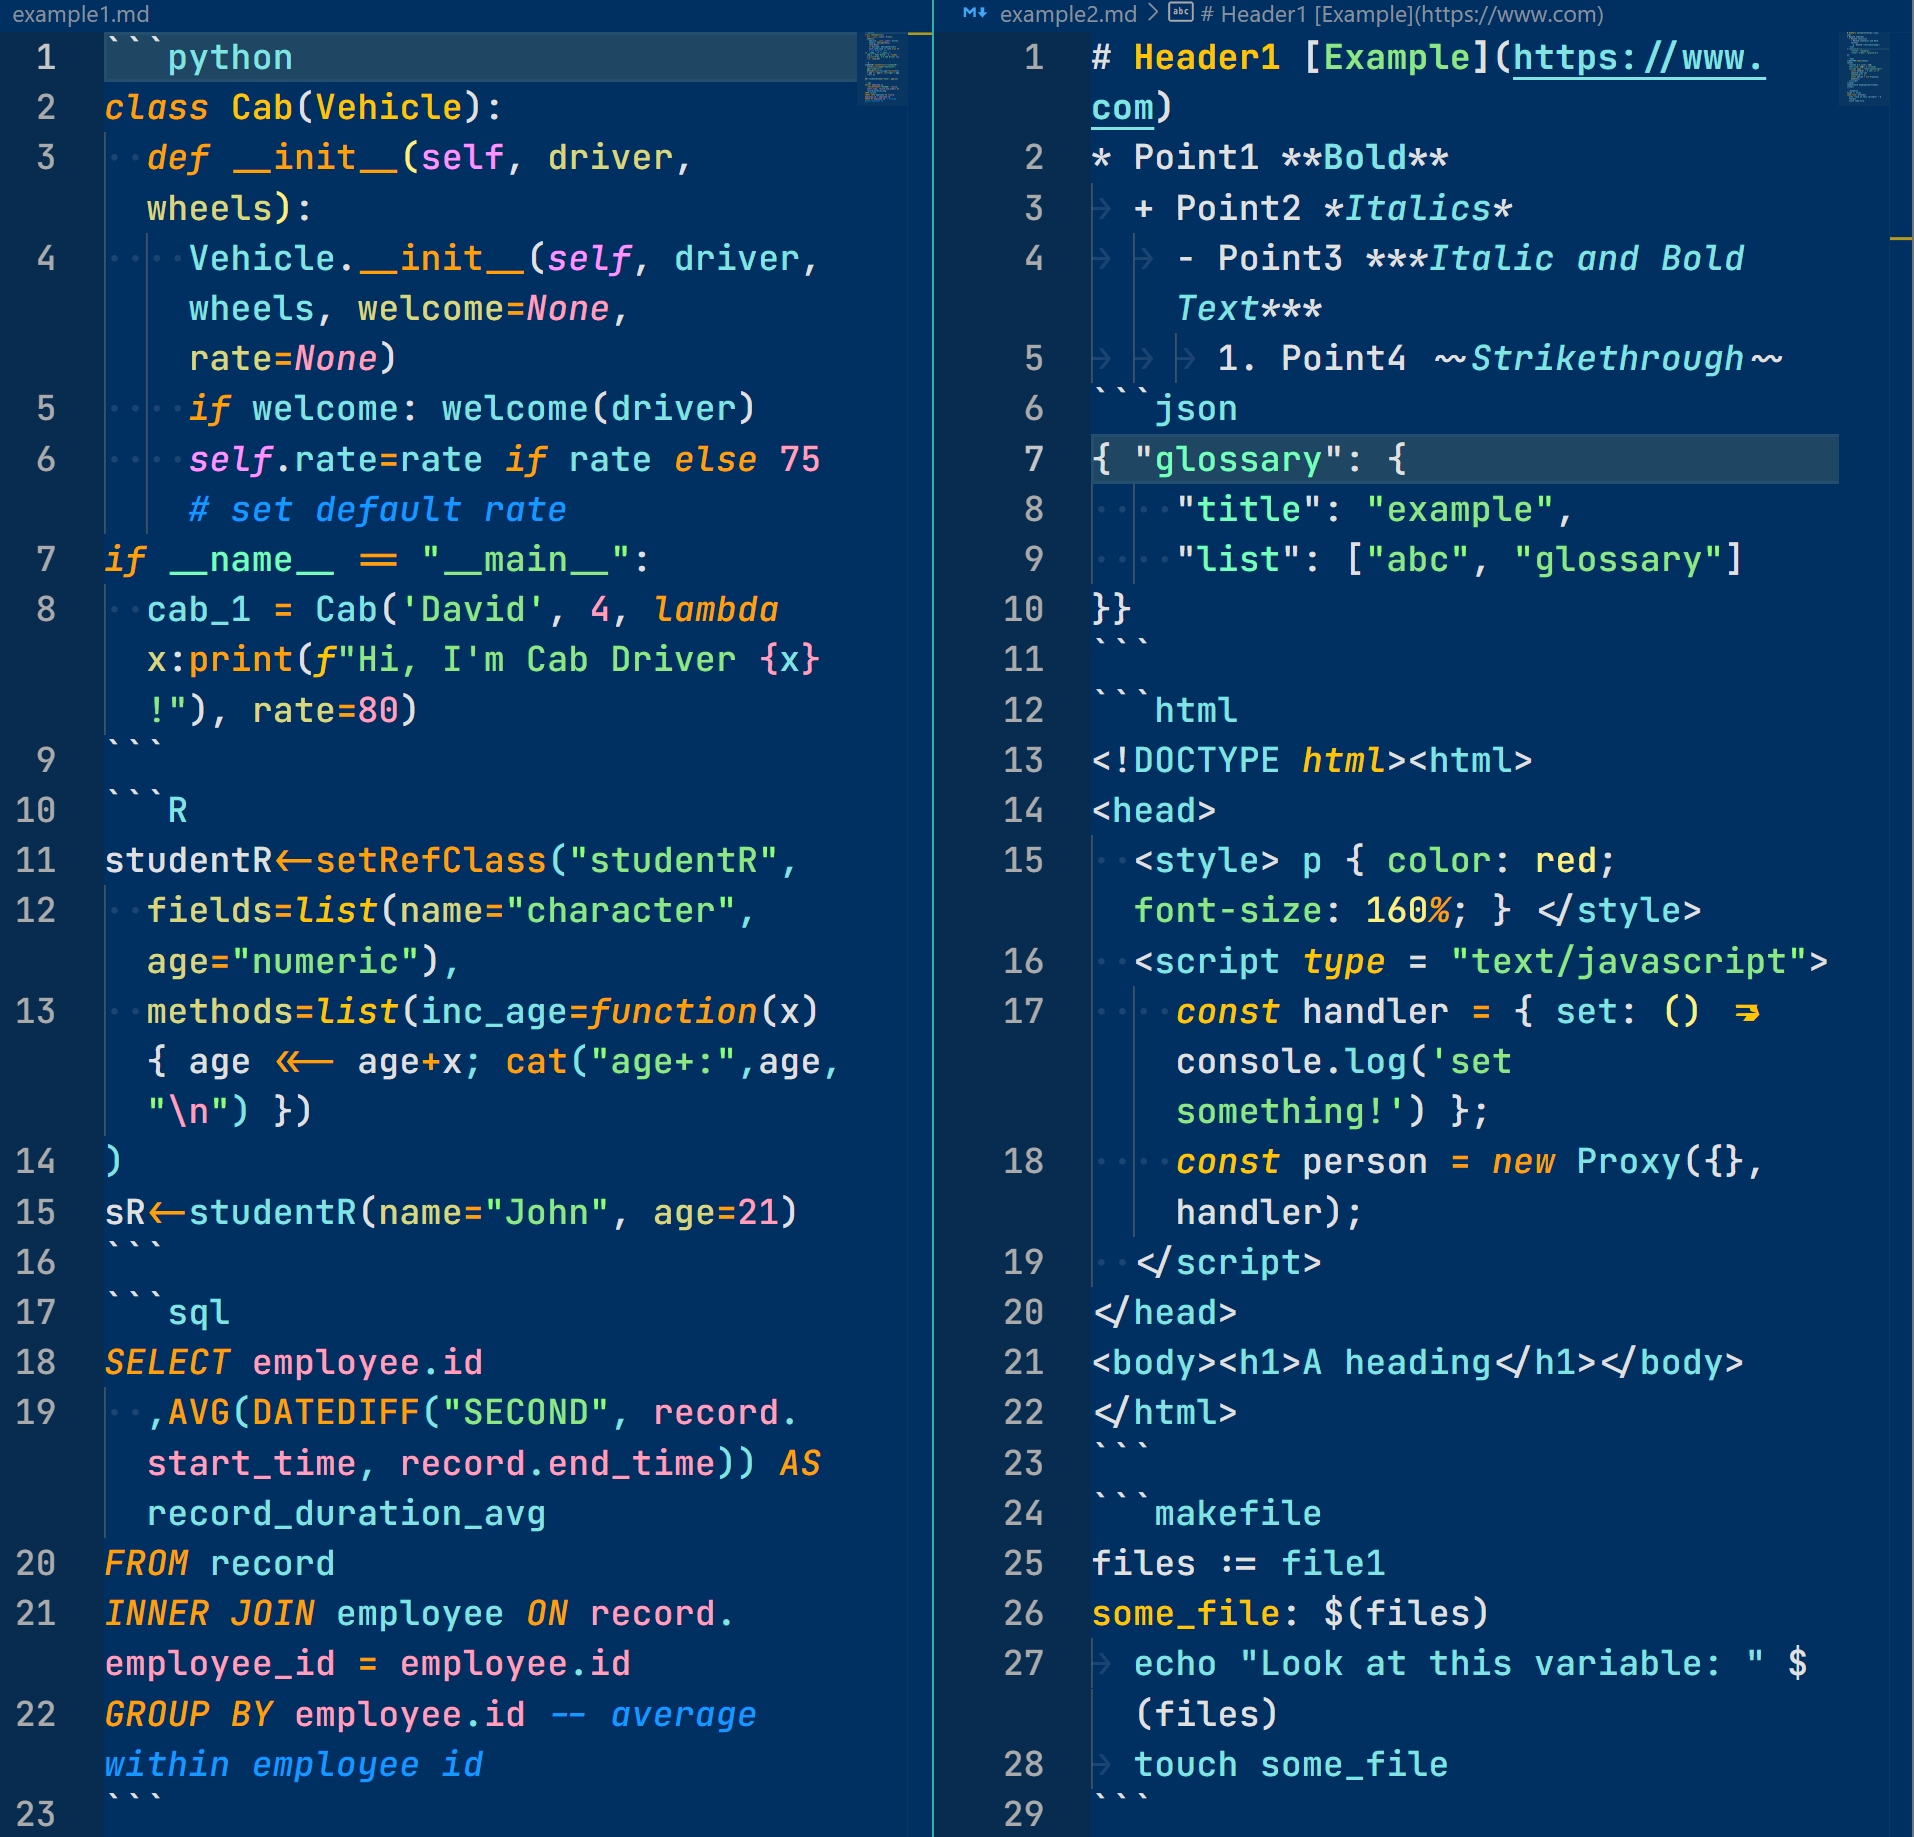 example1.md
1 ```python
2 class Cab(Vehicle):
3 def __init__(self, driver,
wheels):
4 Vehicle.__init__(self, driver,
wheels, welcome=None,
rate=None)
5 if welcome: welcome(driver)
6 self.rate=rate if rate else 75
# set default rate
7 if __name__ == "__main__":
8 cab_1 = Cab('David', 4, lambda
x:print(f"Hi, I'm Cab Driver {x}
!"), rate=80)
9 ```
10 ```R
11 studentR<-setRefClass("studentR",
12 fields=list(name="character",
age="numeric"),
13 methods=list(inc_age=function(x)
{ age <<- age+x; cat("age+:",age,
"\n") })
14 )
15 sR<-studentR(name="John", age=21)
16 ```
17 ```sql
18 SELECT employee.id
19 ,AVG(DATEDIFF("SECOND", record.
start_time, record.end_time)) AS
record_duration_avg
20 FROM record
21 INNER JOIN employee ON record.
employee_id = employee.id
22 GROUP BY employee.id -- average
within employee id
23 ```
example2.md > # Header1 [Example](https://www.com)
1 # Header1 [Example](https://www.
com)
2 * Point1 **Bold**
3 + Point2 *Italics*
4 - Point3 ***Italic and Bold
Text***
5 1. Point4 ~~Strikethrough~~
6 ```json
7 { "glossary": {
8 "title": "example",
9 "list": ["abc", "glossary"]
10 }}
11 ```
12 ```html
13 <!DOCTYPE html><html>
14 <head>
15 <style> p { color: red;
font-size: 160%; } </style>
16 <script type = "text/javascript">
17 const handler = { set: () =>
console.log('set
something!') };
18 const person = new Proxy({},
handler);
19 </script>
20 </head>
21 <body><h1>A heading</h1></body>
22 </html>
23 ```
24 ```makefile
25 files := file1
26 some_file: $(files)
27 echo "Look at this variable: " $
(files)
28 touch some_file
29 ```